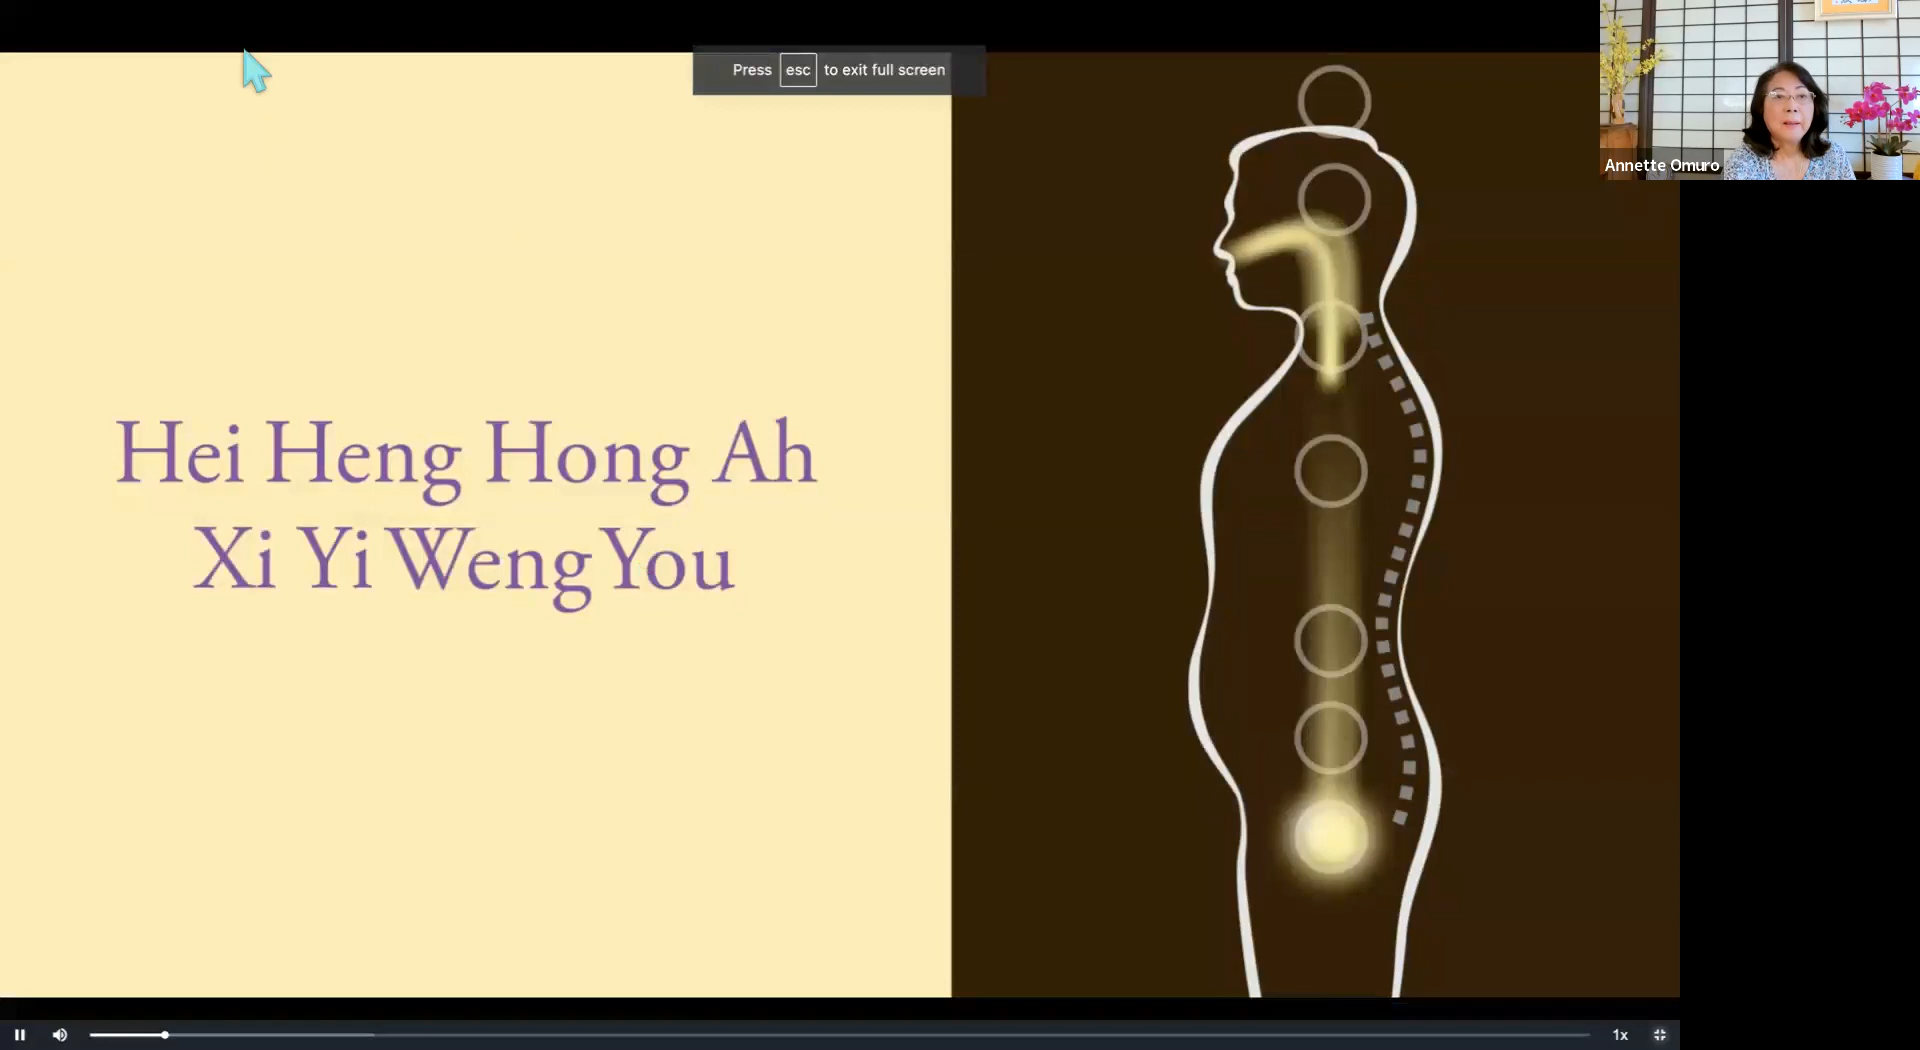 Press esc to exit full screen
Annette Omuro
Hei Heng Hong Ah
Xi Yi Weng You
1x